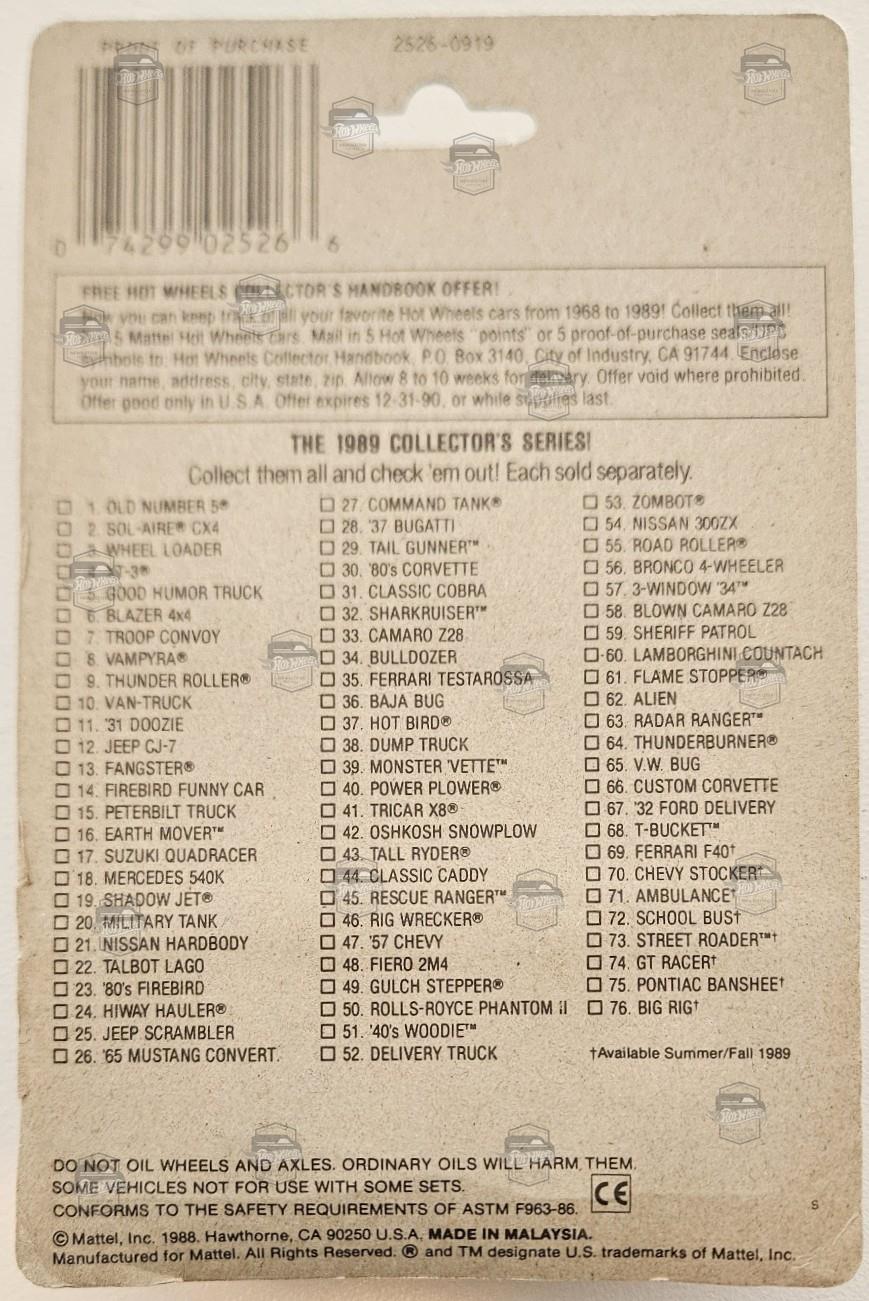 PROOF OF PURCHASE
2526-0919
0 74299 02526 6
FREE HOT WHEELS COLLECTOR'S HANDBOOK OFFER!
Now you can keep track of all your favorite Hot Wheels cars from 1968 to 1989! Collect them all!
5 Mattel Hot Wheels cars. Mail in 5 Hot Wheels "points" or 5 proof-of-purchase seals/UPC
symbols to: Hot Wheels Collector Handbook, P.O. Box 3140, City of Industry, CA 91744. Enclose
your name, address, city, state, zip. Allow 8 to 10 weeks for delivery. Offer void where prohibited.
Offer good only in U.S.A. Offer expires 12-31-90, or while supplies last.
THE 1989 COLLECTOR'S SERIES!
Collect them all and check 'em out! Each sold separately.
1. OLD NUMBER 5®
2. SOL-AIRE® CX4
3. WHEEL LOADER
XT-3®
5. GOOD HUMOR TRUCK
6. BLAZER 4x4
7. TROOP CONVOY
8. VAMPYRA®
9. THUNDER ROLLER®
10. VAN-TRUCK
11. '31 DOOZIE
12. JEEP CJ-7
13. FANGSTER®
14. FIREBIRD FUNNY CAR
15. PETERBILT TRUCK
16. EARTH MOVER™
17. SUZUKI QUADRACER
18. MERCEDES 540K
19. SHADOW JET®
20. MILITARY TANK
21. NISSAN HARDBODY
22. TALBOT LAGO
23. '80's FIREBIRD
24. HIWAY HAULER®
25. JEEP SCRAMBLER
26. '65 MUSTANG CONVERT.
27. COMMAND TANK®
28. '37 BUGATTI
29. TAIL GUNNER™
30. '80's CORVETTE
31. CLASSIC COBRA
32. SHARKRUISER™
33. CAMARO Z28
34. BULLDOZER
35. FERRARI TESTAROSSA
36. BAJA BUG
37. HOT BIRD®
38. DUMP TRUCK
39. MONSTER 'VETTE™
40. POWER PLOWER®
41. TRICAR X8®
42. OSHKOSH SNOWPLOW
43. TALL RYDER®
44. CLASSIC CADDY
45. RESCUE RANGER™
46. RIG WRECKER®
47. '57 CHEVY
48. FIERO 2M4
49. GULCH STEPPER®
50. ROLLS-ROYCE PHANTOM II
51. '40's WOODIE™
52. DELIVERY TRUCK
53. ZOMBOT®
54. NISSAN 300ZX
55. ROAD ROLLER®
56. BRONCO 4-WHEELER
57. 3-WINDOW '34™
58. BLOWN CAMARO Z28
59. SHERIFF PATROL
60. LAMBORGHINI COUNTACH
61. FLAME STOPPER®
62. ALIEN
63. RADAR RANGER™
64. THUNDERBURNER®
65. V.W. BUG
66. CUSTOM CORVETTE
67. '32 FORD DELIVERY
68. T-BUCKET™
69. FERRARI F40†
70. CHEVY STOCKER†
71. AMBULANCE†
72. SCHOOL BUS†
73. STREET ROADER™†
74. GT RACER†
75. PONTIAC BANSHEE†
76. BIG RIG†
†Available Summer/Fall 1989
DO NOT OIL WHEELS AND AXLES. ORDINARY OILS WILL HARM THEM.
SOME VEHICLES NOT FOR USE WITH SOME SETS.
CONFORMS TO THE SAFETY REQUIREMENTS OF ASTM F963-86.
CE
S
© Mattel, Inc. 1988. Hawthorne, CA 90250 U.S.A. MADE IN MALAYSIA.
Manufactured for Mattel. All Rights Reserved. ® and TM designate U.S. trademarks of Mattel, Inc.